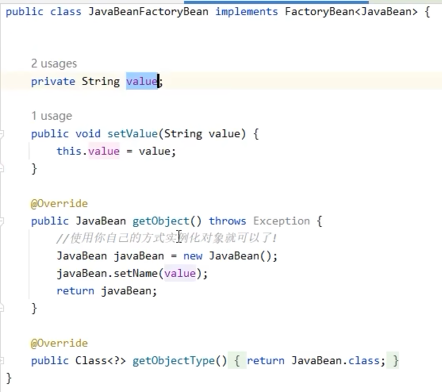 public class JavaBeanFactoryBean implements FactoryBean<JavaBean> {
2 usages
private String value;
1 usage
public void setValue(String value) {
this.value = value;
}
@Override
public JavaBean getObject() throws Exception {
//使用你自己的方式实例化对象就可以了!
JavaBean javaBean = new JavaBean();
javaBean.setName(value);
return javaBean;
}
@Override
public Class<?> getObjectType() { return JavaBean.class; }
}